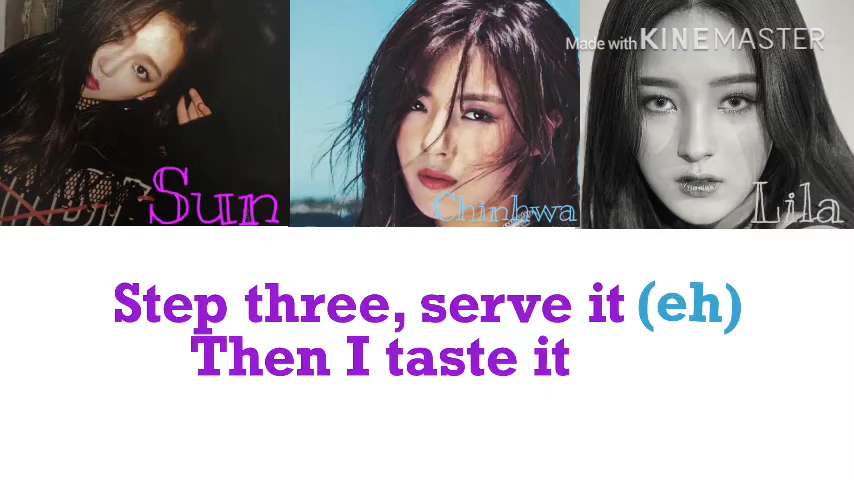 Made with KINEMASTER
Sun
Chinhwa
Lila
Step three, serve it (eh)
Then I taste it